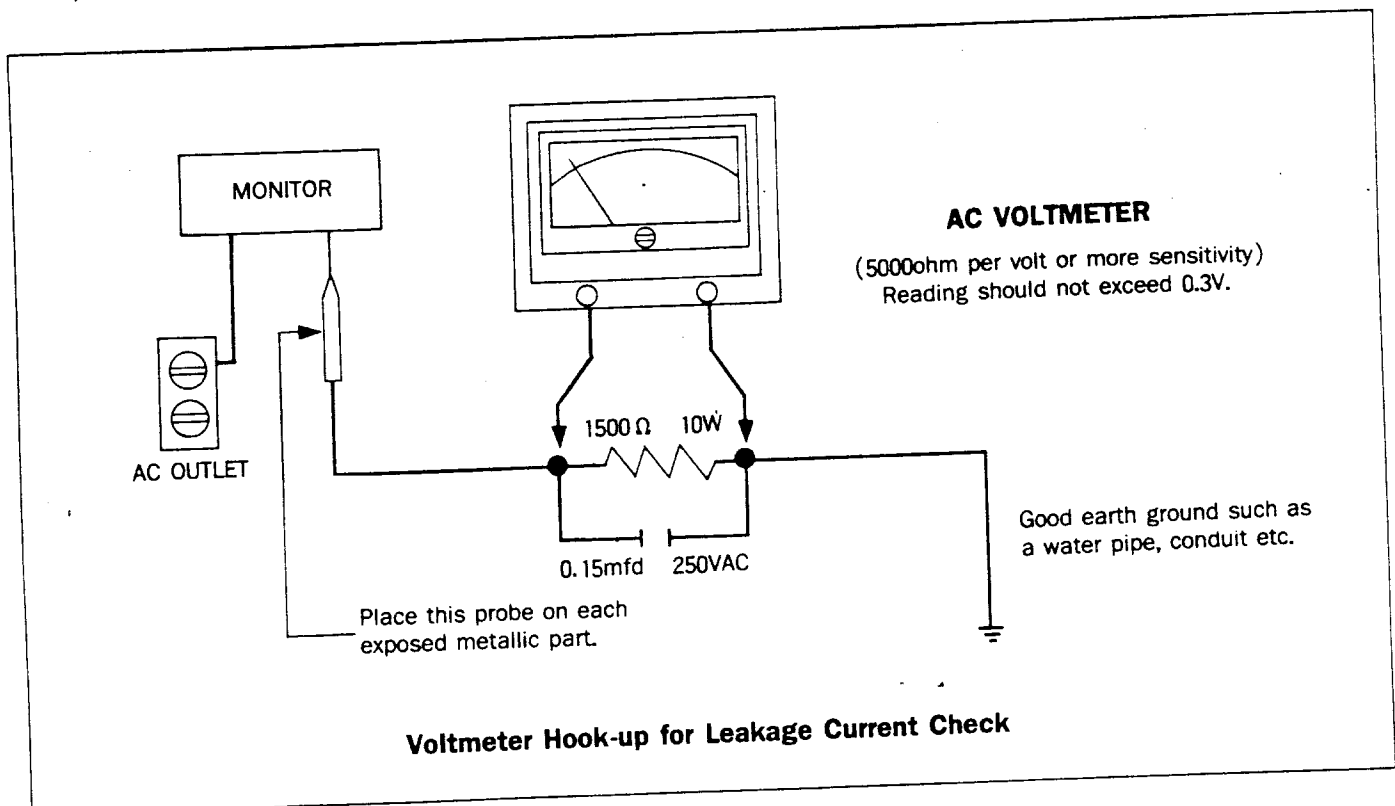 MONITOR
AC VOLTMETER
(5000ohm per volt or more sensitivity)
Reading should not exceed 0.3V.
1500Ω 10W
AC OUTLET
0.15mfd 250VAC
Good earth ground such as
a water pipe, conduit etc.
Place this probe on each
exposed metallic part.
Voltmeter Hook-up for Leakage Current Check